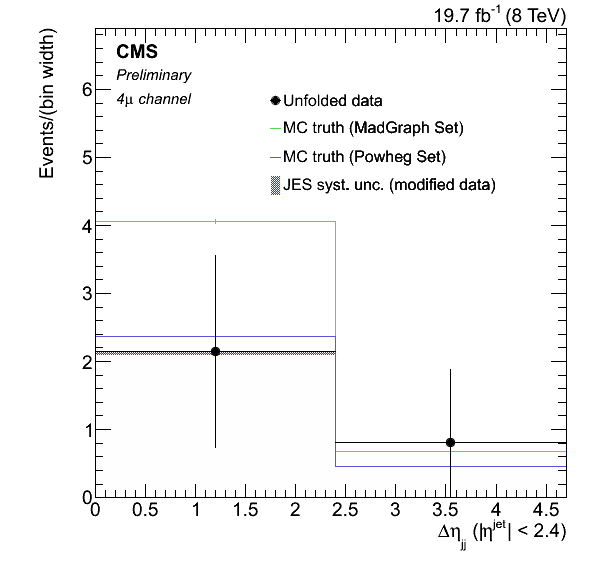 19.7 fb⁻¹ (8 TeV)
Events/(bin width)
CMS
Preliminary
4μ channel
Unfolded data
MC truth (MadGraph Set)
MC truth (Powheg Set)
JES syst. unc. (modified data)
6
5
4
3
2
1
0
0 0.5 1 1.5 2 2.5 3 3.5 4 4.5
Δη_jj (|η^jet| < 2.4)